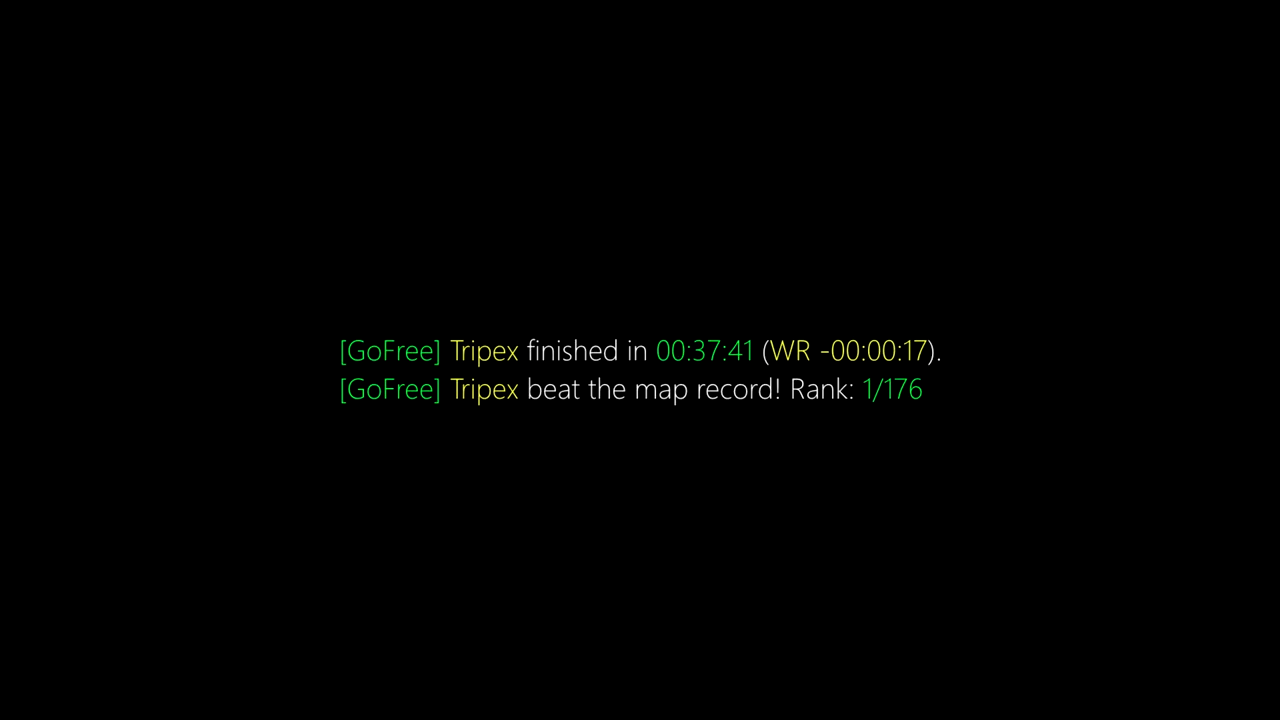 [GoFree] Tripex finished in 00:37:41 (WR -00:00:17).
[GoFree] Tripex beat the map record! Rank: 1/176